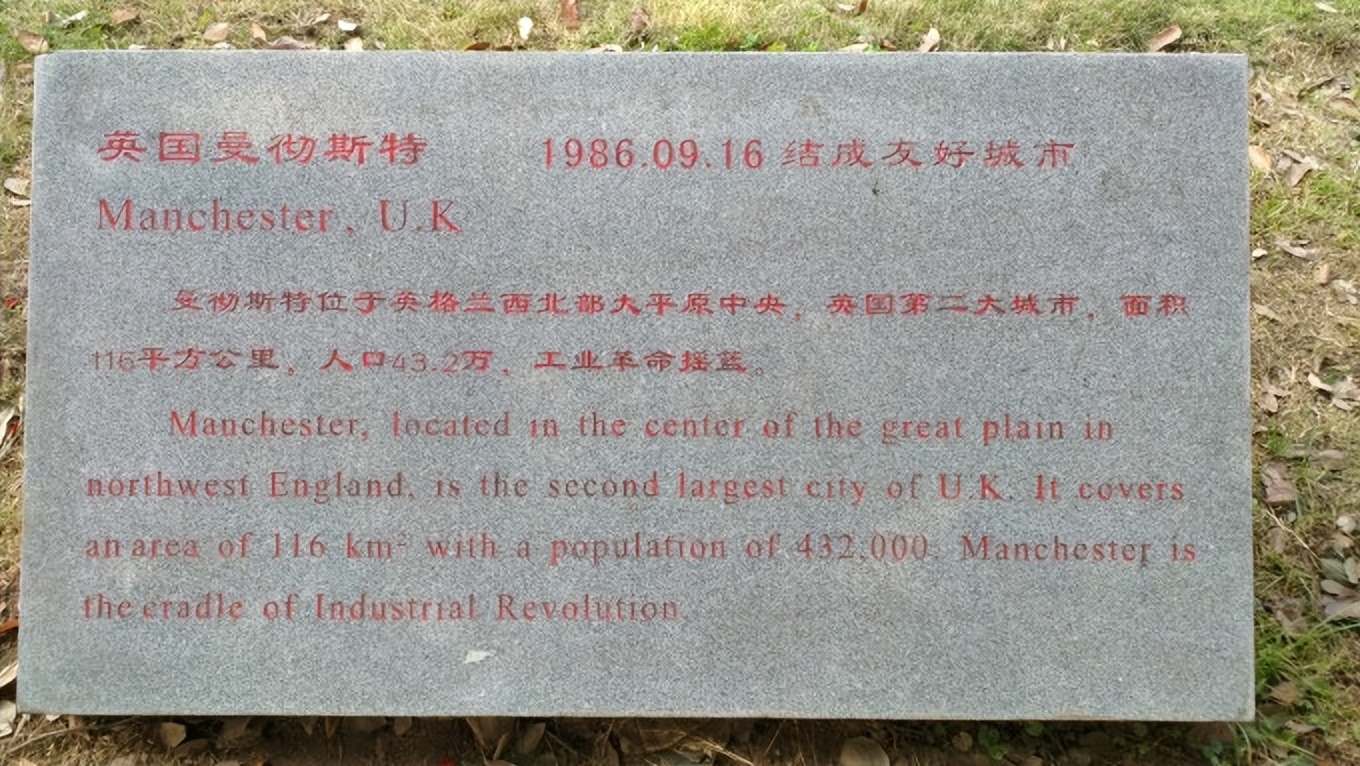 英国曼彻斯特 1986.09.16 结成友好城市
Manchester, U.K
曼彻斯特位于英格兰西北部大平原中央，英国第二大城市，面积
116平方公里，人口43.2万，工业革命摇篮。
Manchester, located in the center of the great plain in
northwest England, is the second largest city of U.K. It covers
an area of 116 km² with a population of 432,000. Manchester is
the cradle of Industrial Revolution.